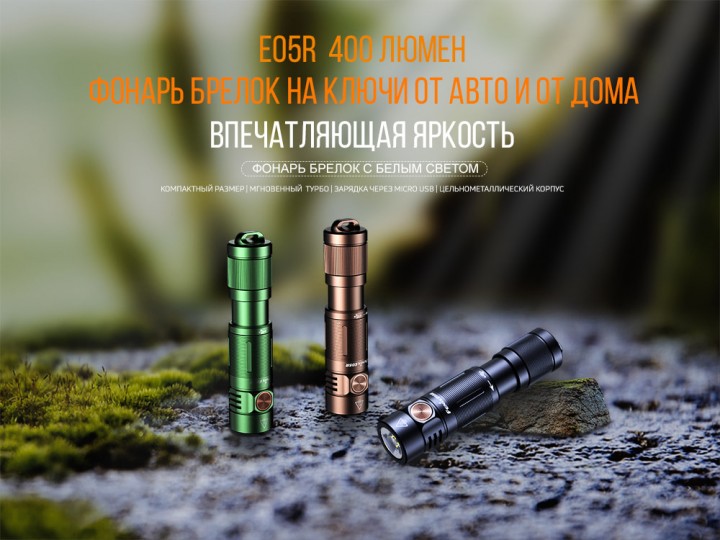 E05R 400 ЛЮМЕН
ФОНАРЬ БРЕЛОК НА КЛЮЧИ ОТ АВТО И ОТ ДОМА
ВПЕЧАТЛЯЮЩАЯ ЯРКОСТЬ
ФОНАРЬ БРЕЛОК С БЕЛЫМ СВЕТОМ
КОМПАКТНЫЙ РАЗМЕР | МГНОВЕННЫЙ ТУРБО | ЗАРЯДКА ЧЕРЕЗ MICRO USB | ЦЕЛЬНОМЕТАЛЛИЧЕСКИЙ КОРПУС